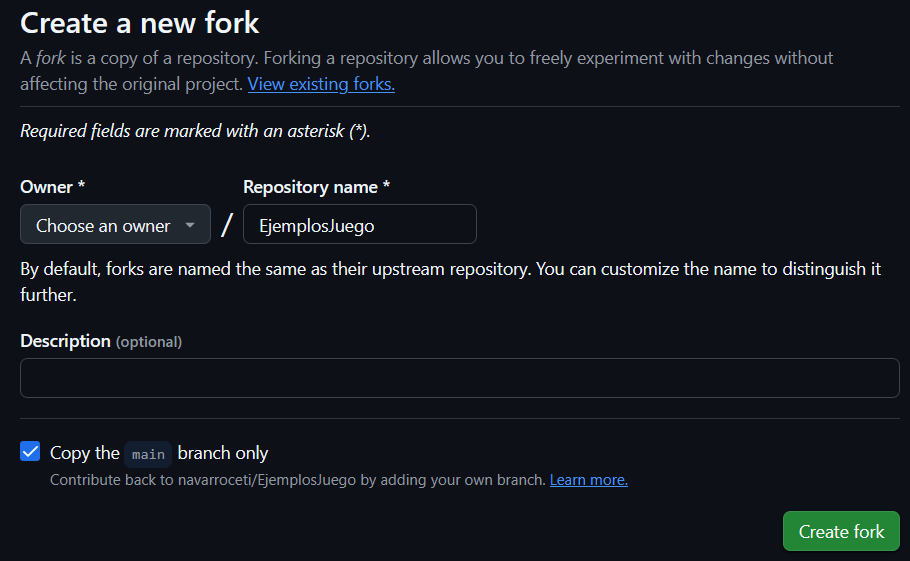 Create a new fork
A fork is a copy of a repository. Forking a repository allows you to freely experiment with changes without
affecting the original project. View existing forks.
Required fields are marked with an asterisk (*).
Owner *
Repository name *
Choose an owner
/
EjemplosJuego
By default, forks are named the same as their upstream repository. You can customize the name to distinguish it
further.
Description (optional)
Copy the main branch only
Contribute back to navarroceti/EjemplosJuego by adding your own branch. Learn more.
Create fork